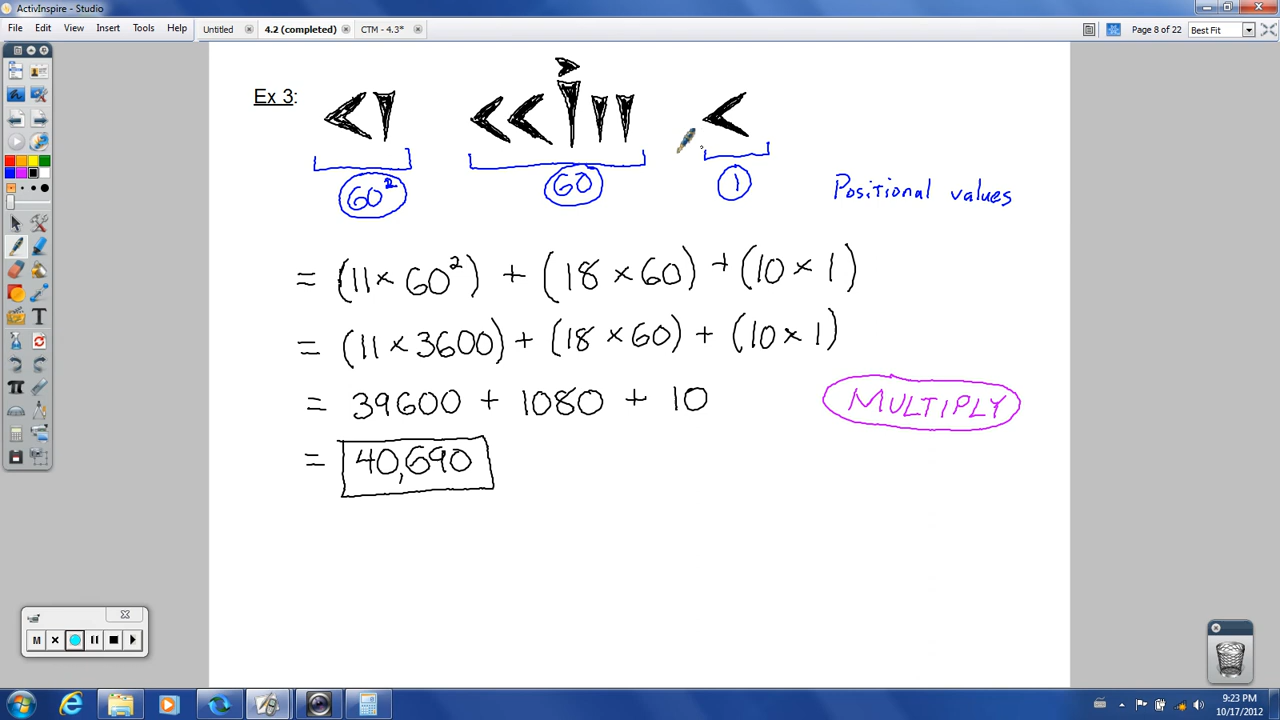 ActivInspire - Studio
File Edit View Insert Tools Help
Untitled
4.2 (completed)
CTM - 4.3*
Page 8 of 22
Best Fit
Ex 3:
60²
60
1
Positional values
= (11 × 60²) + (18 × 60) + (10 × 1)
= (11 × 3600) + (18 × 60) + (10 × 1)
= 39600 + 1080 + 10
MULTIPLY
= 40,690
M
9:23 PM
10/17/2012